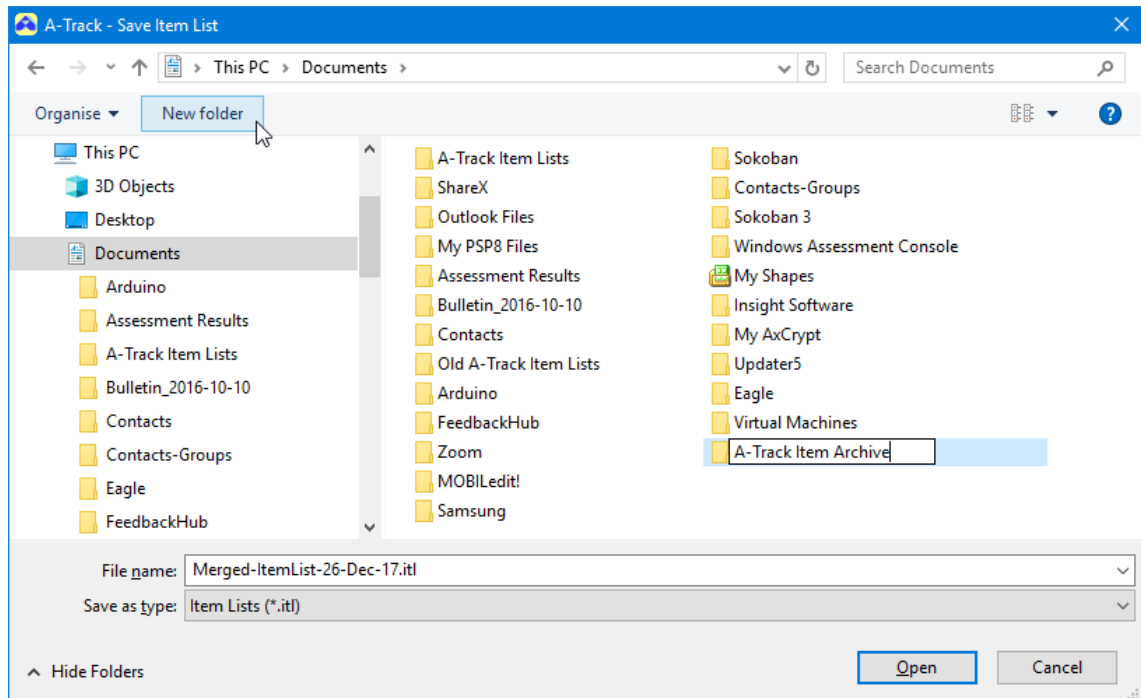 A-Track - Save Item List
This PC > Documents >
Search Documents
Organise
New folder
?
This PC
3D Objects
Desktop
Documents
Arduino
Assessment Results
A-Track Item Lists
Bulletin_2016-10-10
Contacts
Contacts-Groups
Eagle
FeedbackHub
A-Track Item Lists
ShareX
Outlook Files
My PSP8 Files
Assessment Results
Bulletin_2016-10-10
Contacts
Old A-Track Item Lists
Arduino
FeedbackHub
Zoom
MOBILedit!
Samsung
Sokoban
Contacts-Groups
Sokoban 3
Windows Assessment Console
My Shapes
Insight Software
My AxCrypt
Updater5
Eagle
Virtual Machines
A-Track Item Archive
File name: Merged-ItemList-26-Dec-17.itl
Save as type: Item Lists (*.itl)
Hide Folders
Open
Cancel